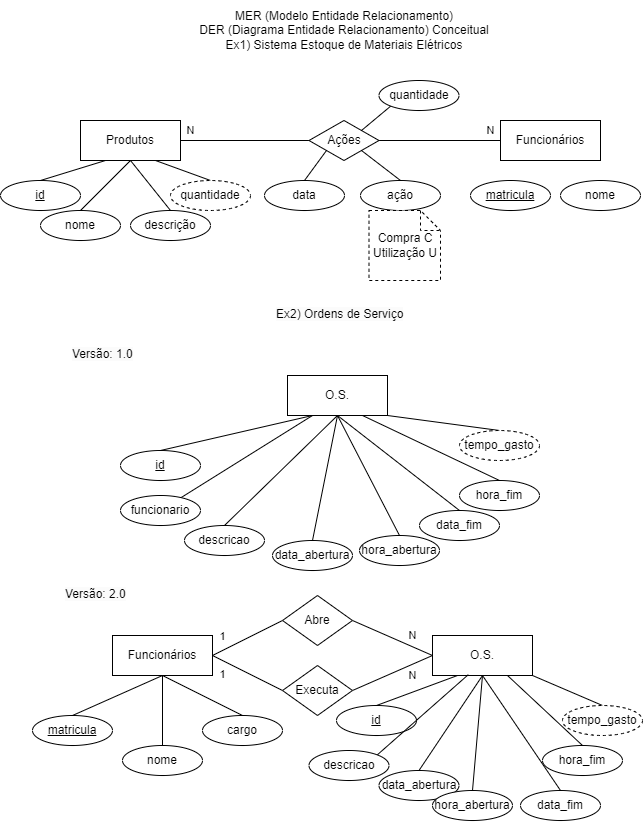 MER (Modelo Entidade Relacionamento)
DER (Diagrama Entidade Relacionamento) Conceitual
Ex1) Sistema Estoque de Materiais Elétricos
quantidade
Produtos
N
Ações
N
Funcionários
id
quantidade
data
ação
matricula
nome
nome
descrição
Compra C
Utilização U
Ex2) Ordens de Serviço
Versão: 1.0
O.S.
tempo_gasto
id
hora_fim
funcionário
data_fim
descricao
data_abertura
hora_abertura
Versão: 2.0
Abre
1
N
Funcionários
O.S.
1
N
Executa
id
tempo_gasto
matricula
cargo
nome
descricao
hora_fim
data_abertura
hora_abertura
data_fim